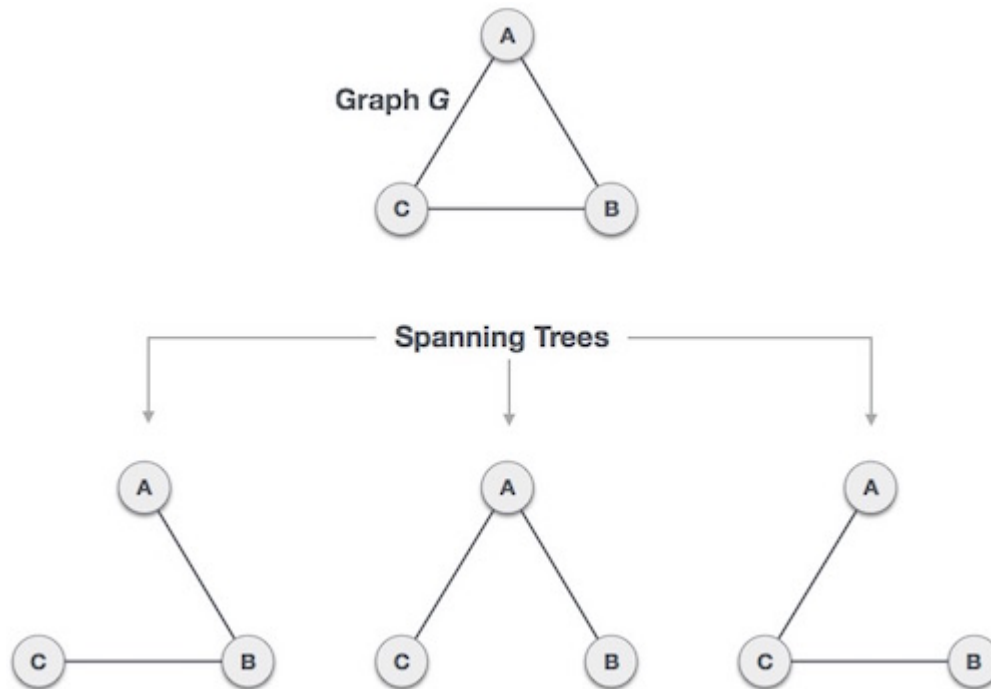 A
Graph G
C B
Spanning Trees
A A A
C B C B C B